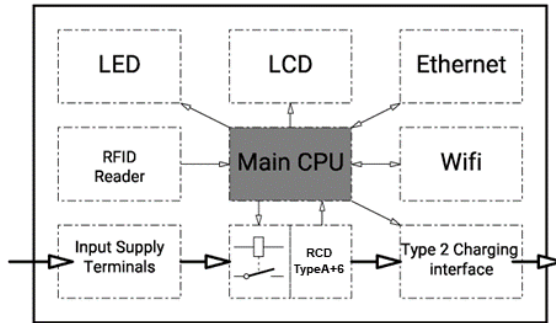 LED
LCD
Ethernet
RFID
Reader
Main CPU
Wifi
Input Supply
Terminals
RCD
TypeA+6
Type 2 Charging
interface